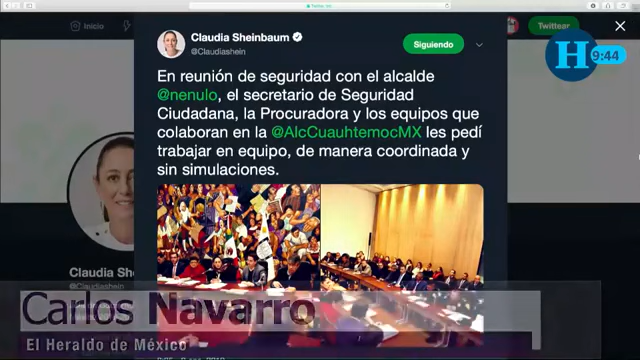 Inicio
Twittear
Claudia Sheinbaum
@Claudiashein
Siguiendo
H
9:44
En reunión de seguridad con el alcalde
@nenulo, el secretario de Seguridad
Ciudadana, la Procuradora y los equipos que
colaboran en la @AlcCuauhtemocMX les pedí
trabajar en equipo, de manera coordinada y
sin simulaciones.
Claudia Shei
@Claudiashein
Carlos Navarro
El Heraldo de México